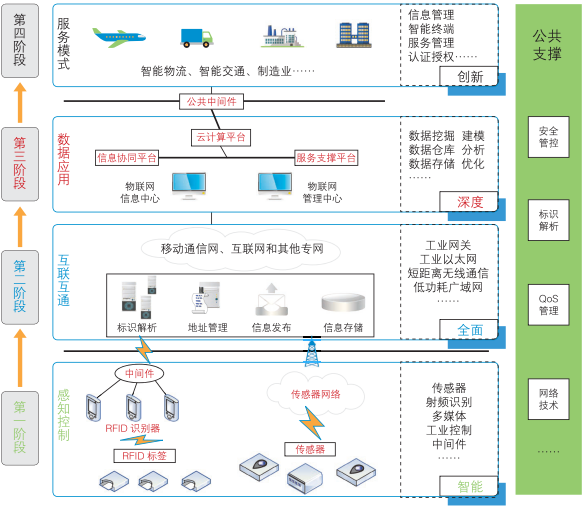 第四阶段
服务模式
智能物流、智能交通、制造业……
信息管理
智能终端
服务管理
认证授权……
创新
公共中间件
第三阶段
数据应用
云计算平台
信息协同平台
服务支撑平台
物联网
信息中心
物联网
管理中心
数据挖掘 建模
数据仓库 分析
数据存储 优化
……
深度
第二阶段
互联互通
移动通信网、互联网和其他专网
标识解析
地址管理
信息发布
信息存储
工业网关
工业以太网
短距离无线通信
低功耗广域网
……
全面
第一阶段
感知控制
中间件
RFID 识别器
RFID 标签
传感器网络
传感器
传感器
射频识别
多媒体
工业控制
中间件
……
智能
公共
支撑
安全
管控
标识
解析
QoS
管理
网络
技术
……